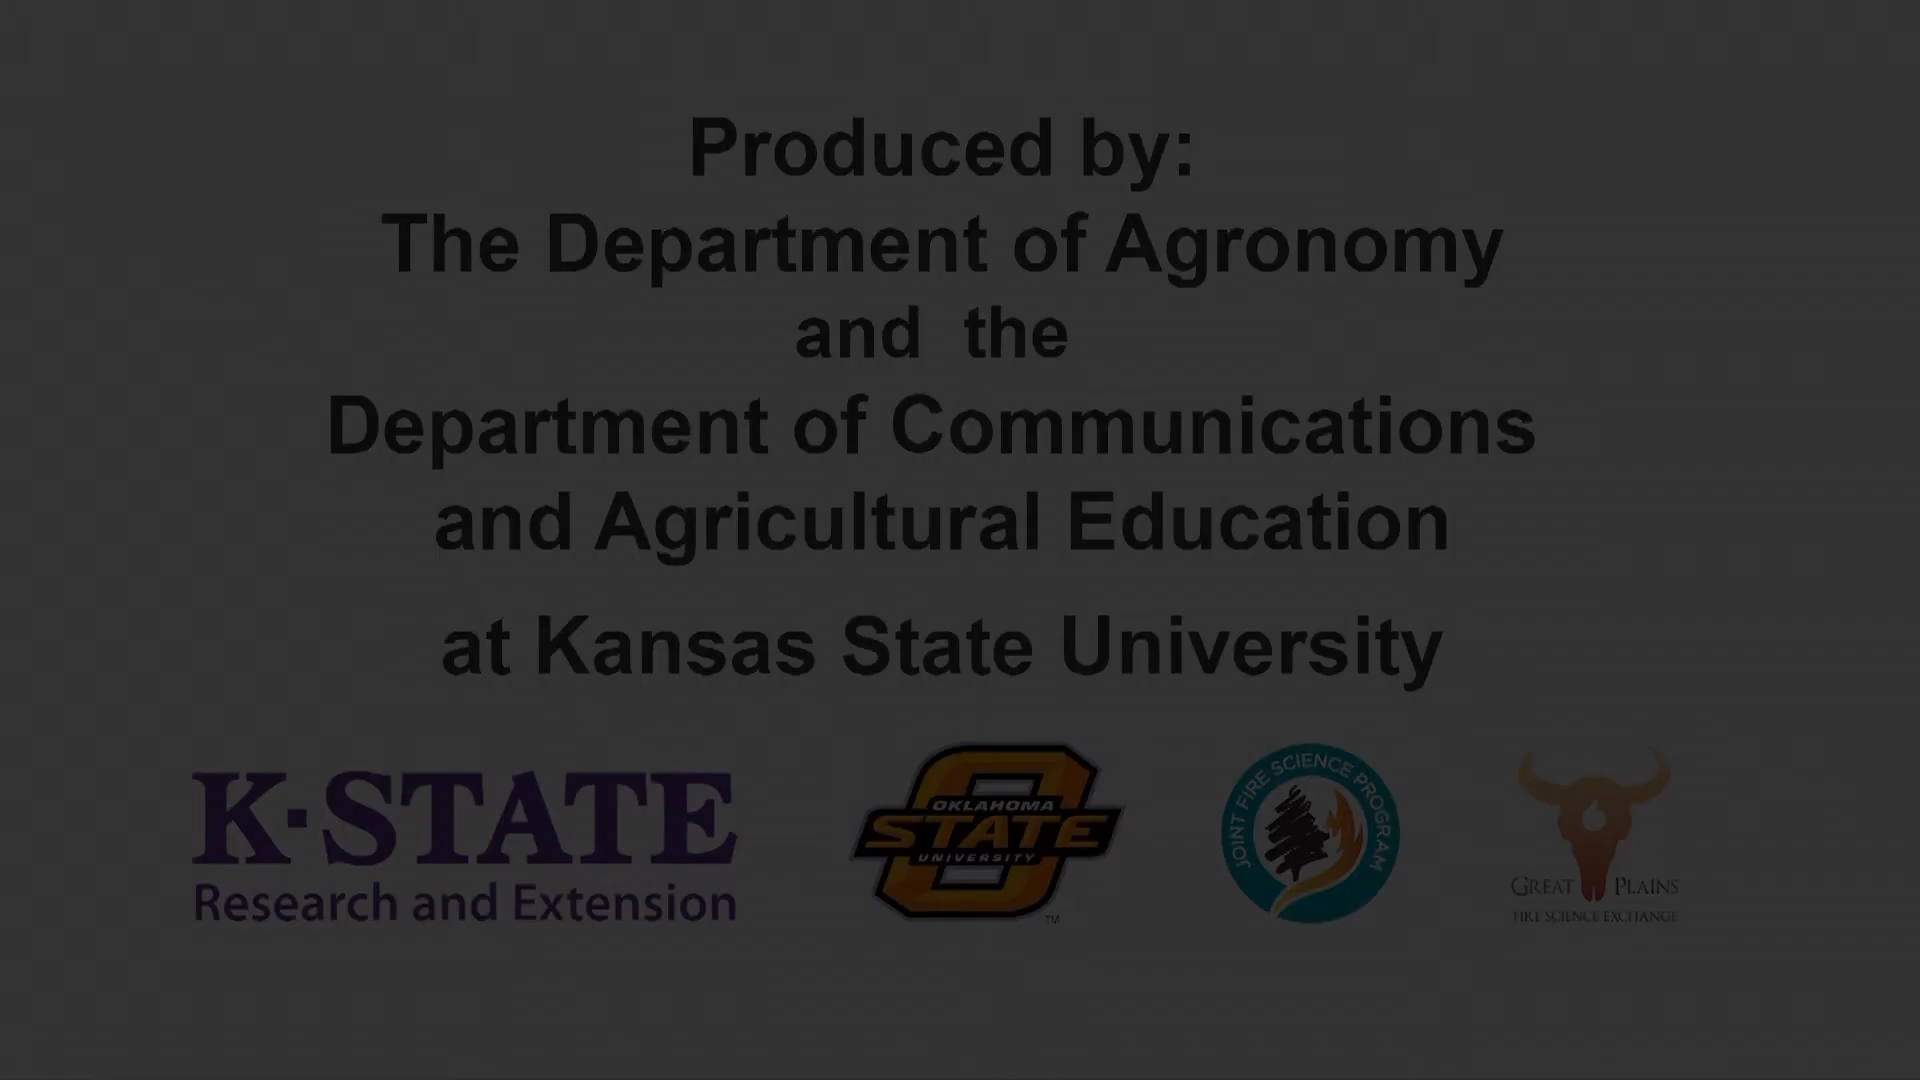 Produced by:
The Department of Agronomy
and the
Department of Communications
and Agricultural Education
at Kansas State University
K·STATE
Research and Extension
OKLAHOMA
STATE
UNIVERSITY
TM
JOINT FIRE SCIENCE PROGRAM
GREAT PLAINS
FIRE SCIENCE EXCHANGE